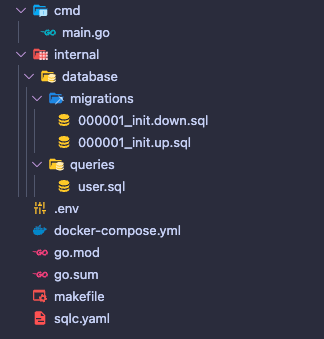 cmd
main.go
internal
database
migrations
000001_init.down.sql
000001_init.up.sql
queries
user.sql
.env
docker-compose.yml
go.mod
go.sum
makefile
sqlc.yaml